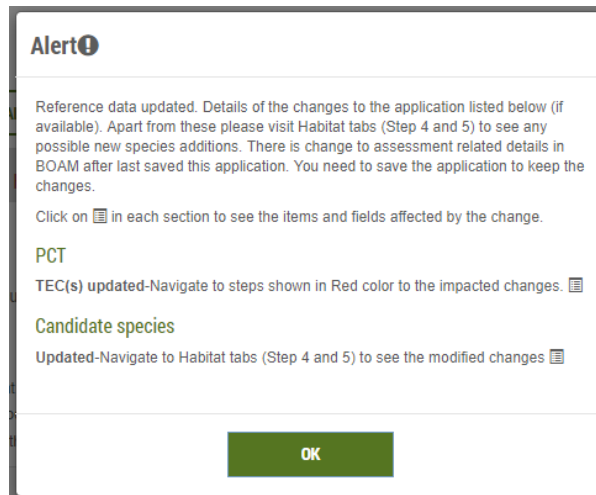 Alert
Reference data updated. Details of the changes to the application listed below (if
available). Apart from these please visit Habitat tabs (Step 4 and 5) to see any
possible new species additions. There is change to assessment related details in
BOAM after last saved this application. You need to save the application to keep the
changes.
Click on in each section to see the items and fields affected by the change.
PCT
TEC(s) updated-Navigate to steps shown in Red color to the impacted changes.
Candidate species
Updated-Navigate to Habitat tabs (Step 4 and 5) to see the modified changes
OK